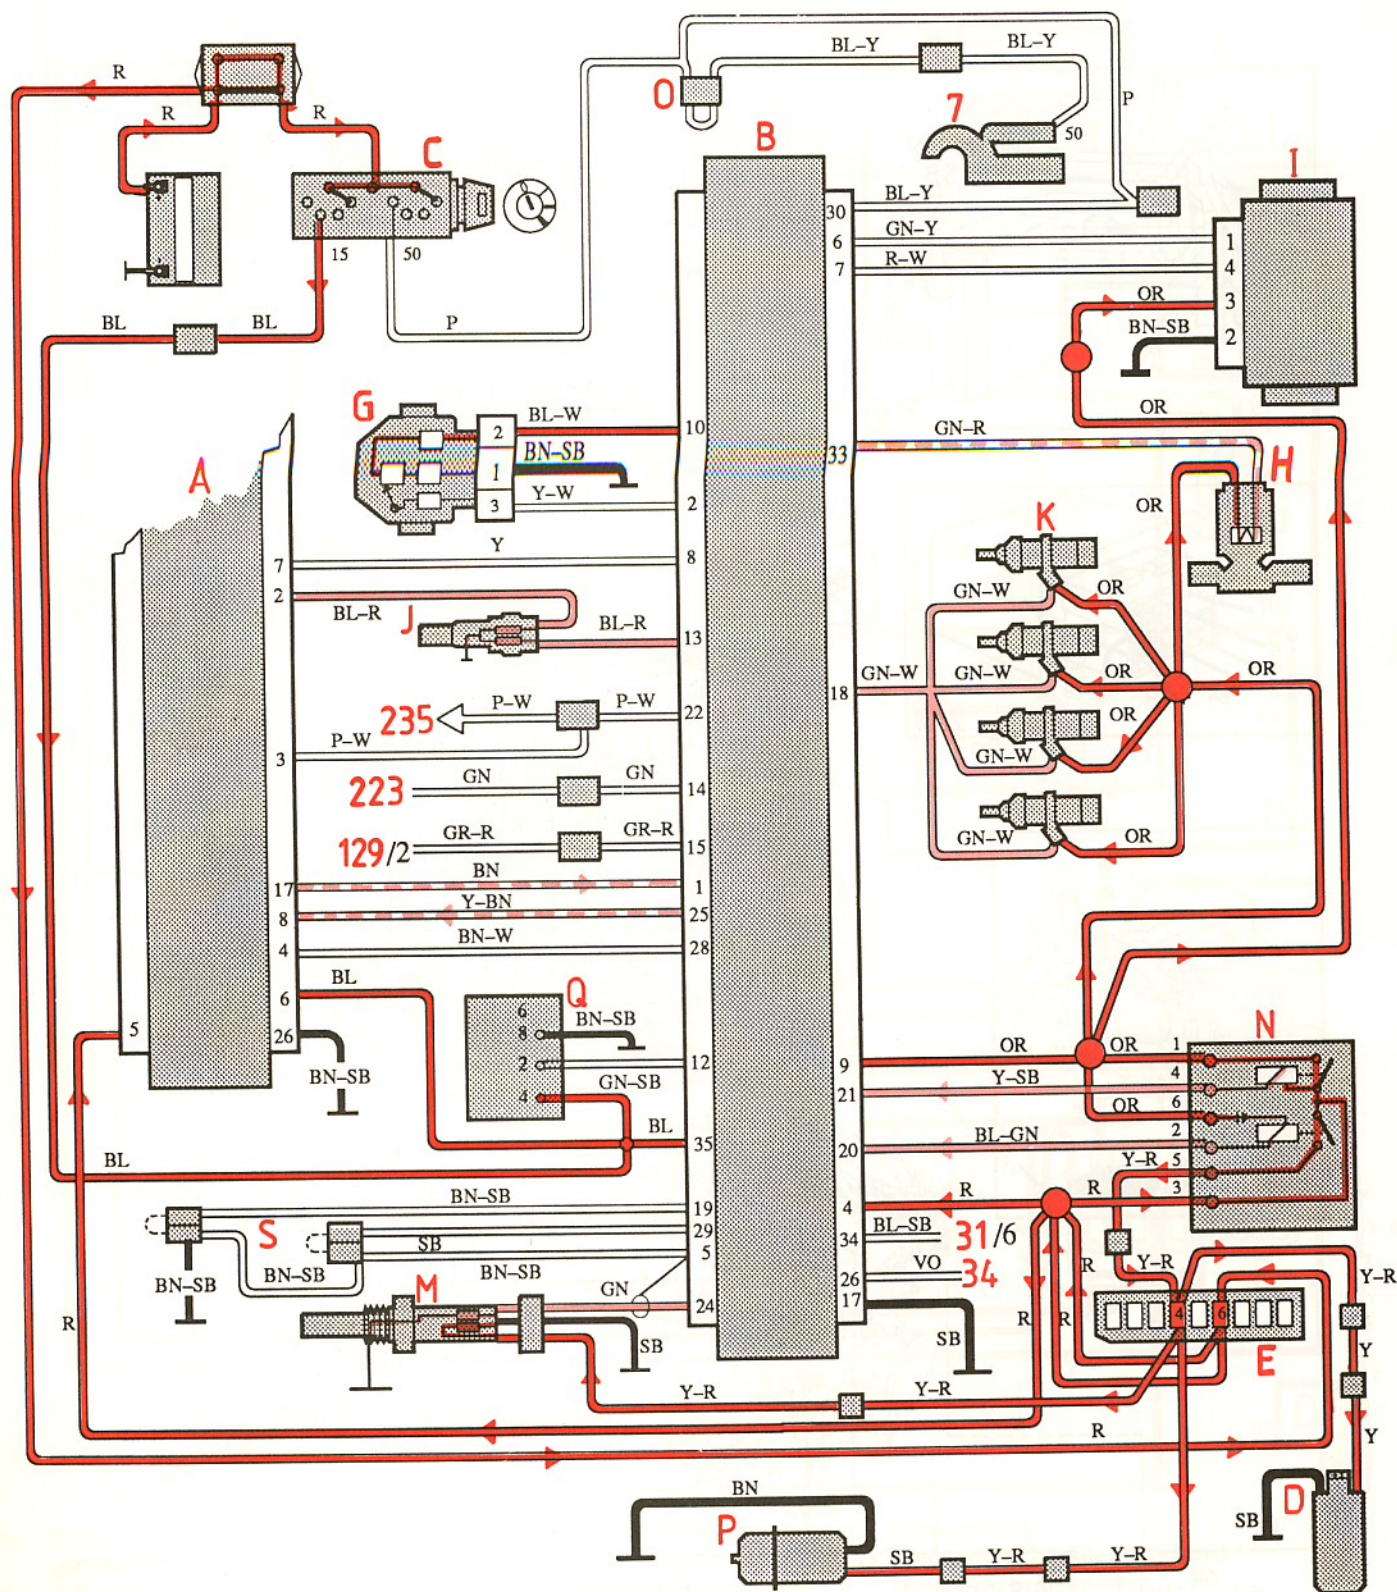 R
R
R
C
15
50
BL
BL
P
O
BL–Y
BL–Y
7
50
P
B
30
BL–Y
6
GN–Y
7
R–W
I
1
4
3
2
OR
BN–SB
OR
G
2
1
3
BL–W
BN–SB
Y–W
10
2
33
GN–R
H
OR
A
7
Y
8
2
BL–R
J
BL–R
13
K
GN–W
OR
GN–W
GN–W
OR
OR
18
OR
GN–W
GN–W
OR
235
P–W
P–W
22
3
P–W
223
GN
GN
14
129/2
GR–R
GR–R
15
17
BN
1
8
Y–BN
25
4
BN–W
28
6
BL
5
26
BN–SB
Q
6
8
2
4
BN–SB
GN–SB
12
BL
35
BL
9
OR
OR
1
N
21
Y–SB
4
OR
6
20
BL–GN
2
Y–R
5
4
R
R
3
BN–SB
19
S
29
SB
5
BN–SB
BN–SB
BN–SB
34
BL–SB
31/6
26
VO
34
17
SB
M
GN
24
SB
R
R
R
R
Y–R
Y–R
4
6
E
Y
Y–R
Y–R
R
Y
D
SB
BN
P
SB
Y–R
Y–R